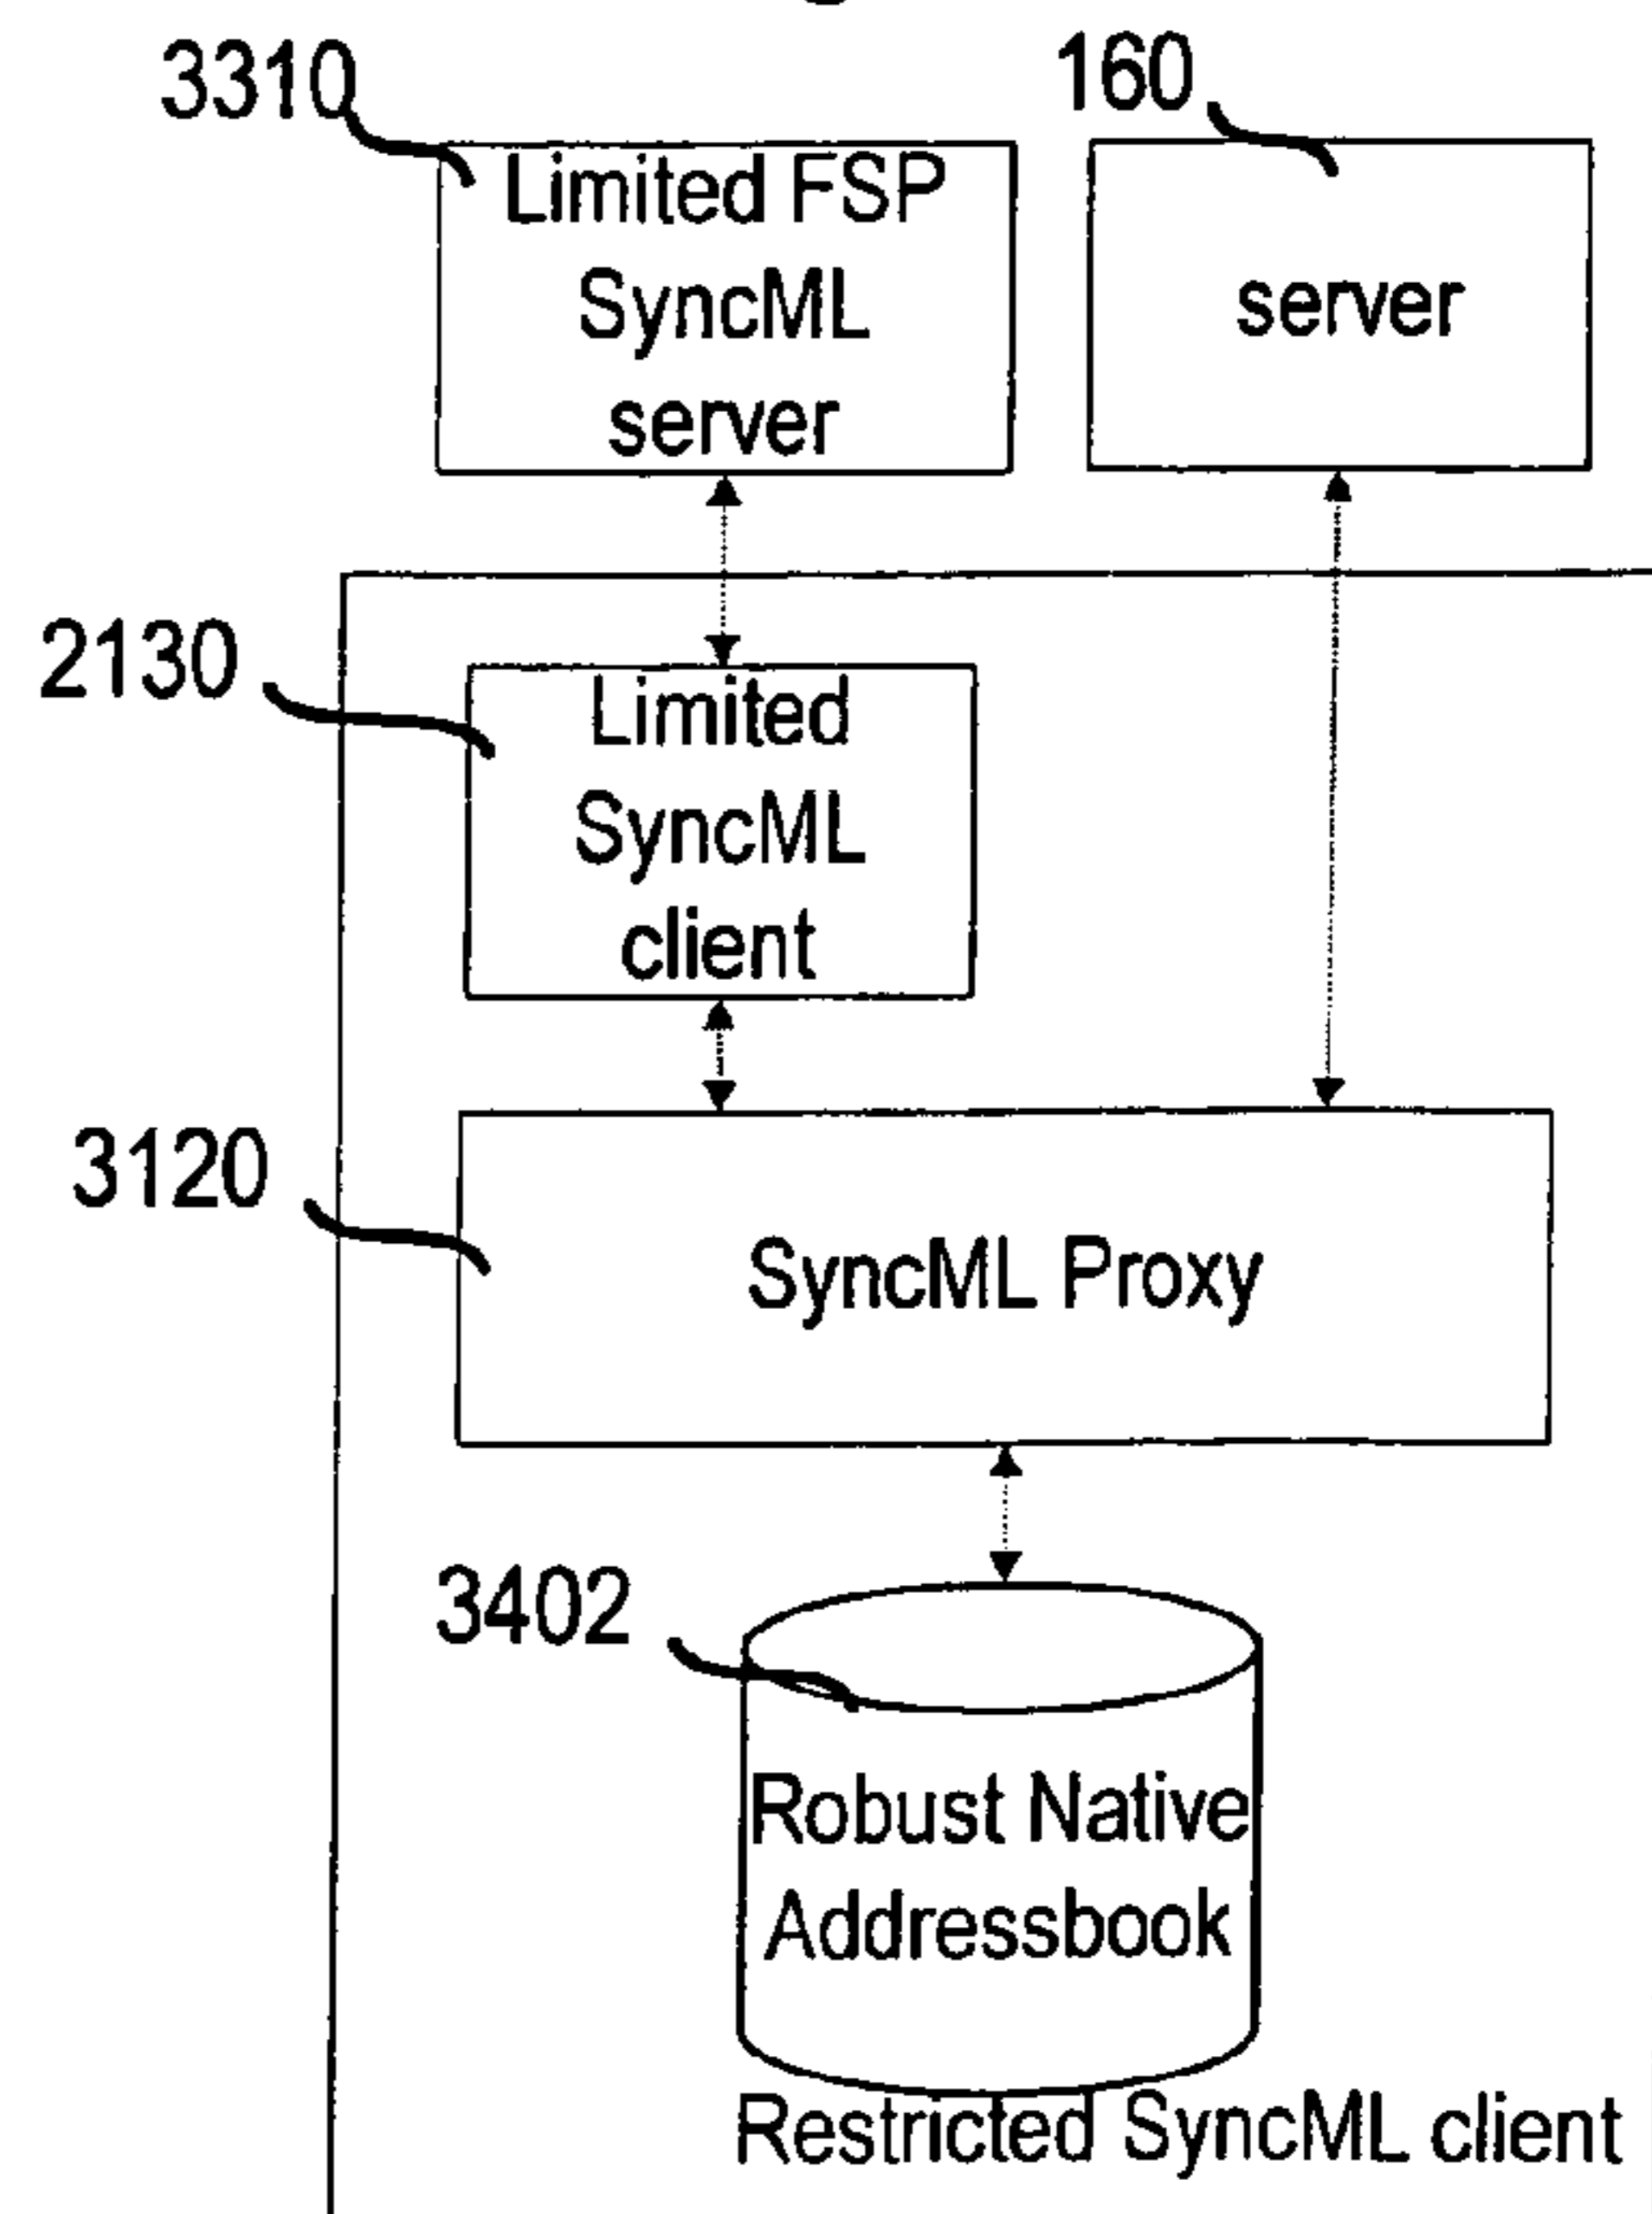 3310
160
Limited FSP
SyncML
server
server
2130
Limited
SyncML
client
3120
SyncML Proxy
3402
Robust Native
Addressbook
Restricted SyncML client